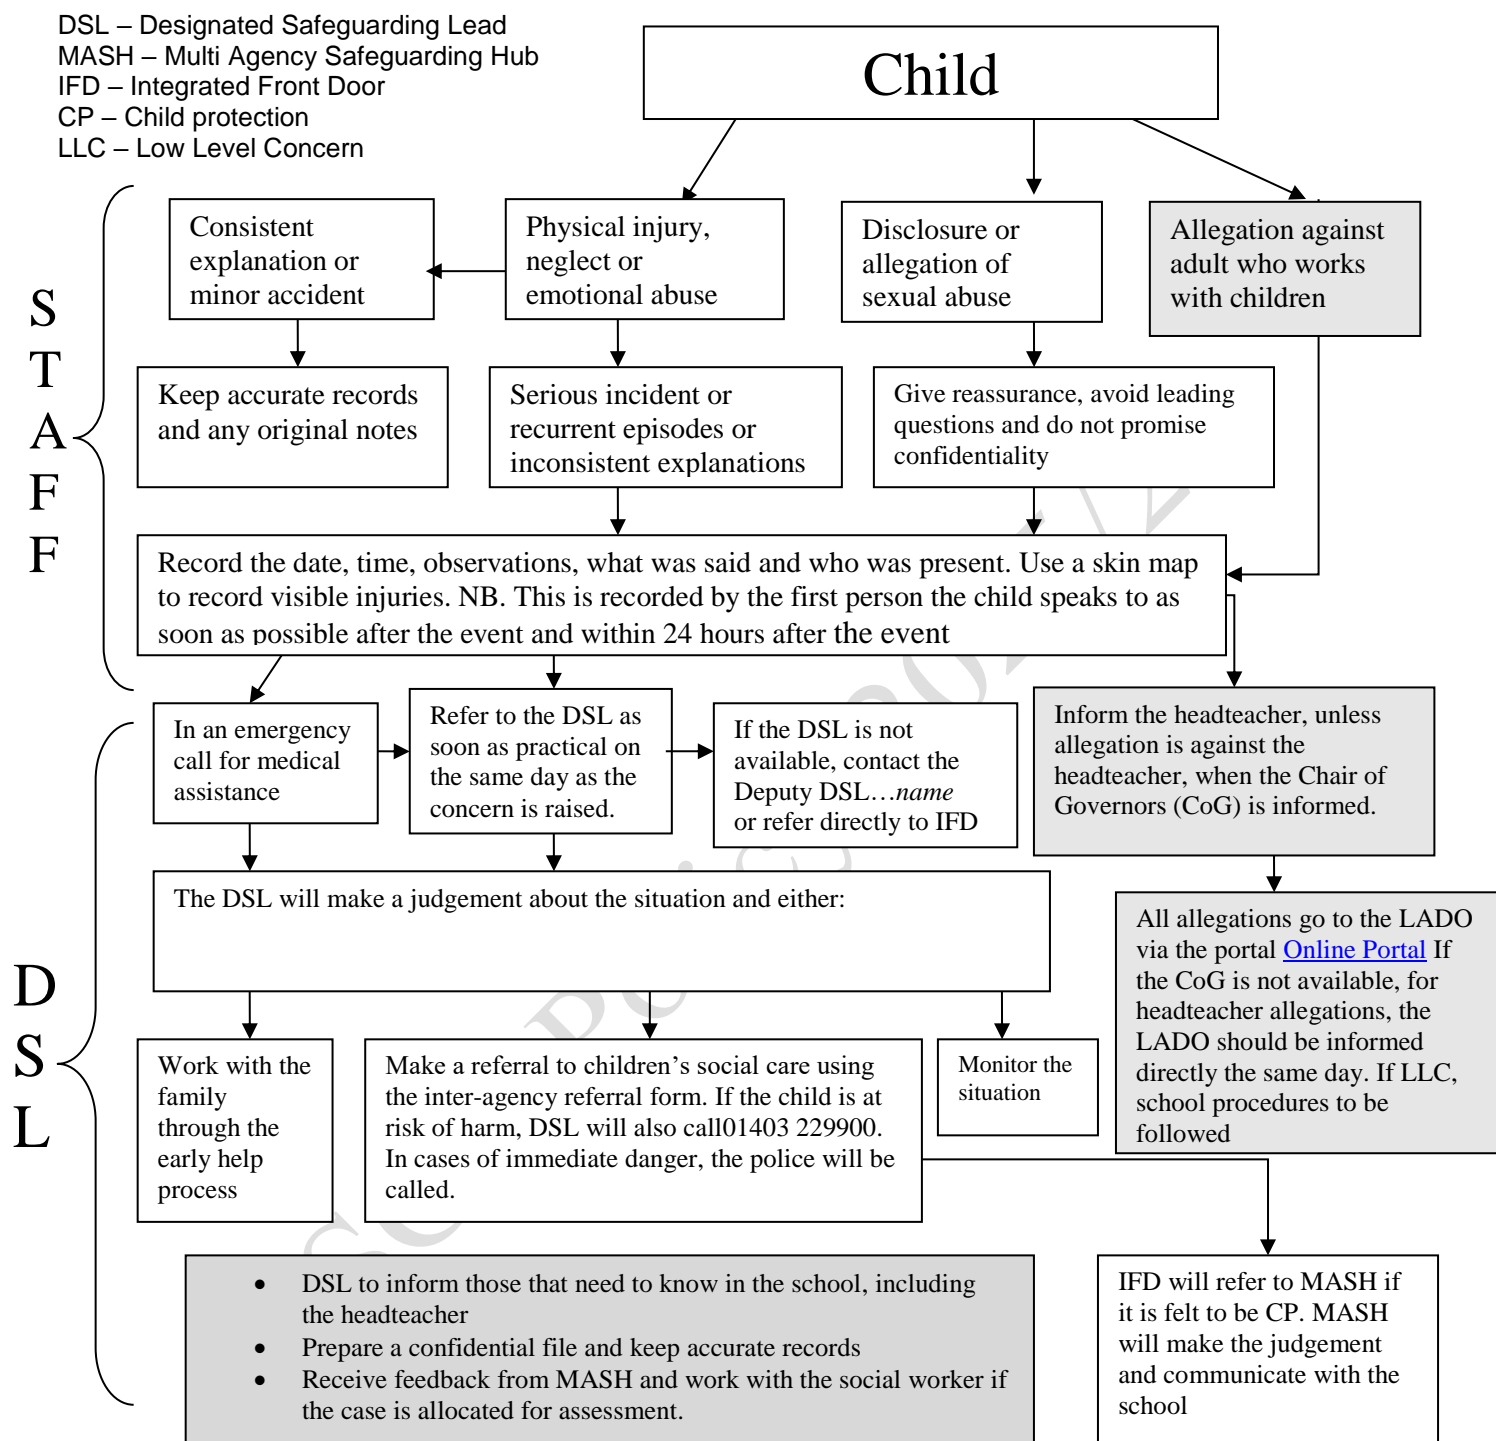 DSL – Designated Safeguarding Lead
MASH – Multi Agency Safeguarding Hub
IFD – Integrated Front Door
CP – Child protection
LLC – Low Level Concern
Child
S
T
A
F
F
Consistent
explanation or
minor accident
Physical injury,
neglect or
emotional abuse
Disclosure or
allegation of
sexual abuse
Allegation against
adult who works
with children
Keep accurate records
and any original notes
Serious incident or
recurrent episodes or
inconsistent explanations
Give reassurance, avoid leading
questions and do not promise
confidentiality
Record the date, time, observations, what was said and who was present. Use a skin map
to record visible injuries. NB. This is recorded by the first person the child speaks to as
soon as possible after the event and within 24 hours after the event
D
S
L
In an emergency
call for medical
assistance
Refer to the DSL as
soon as practical on
the same day as the
concern is raised.
If the DSL is not
available, contact the
Deputy DSL…name
or refer directly to IFD
Inform the headteacher, unless
allegation is against the
headteacher, when the Chair of
Governors (CoG) is informed.
The DSL will make a judgement about the situation and either:
All allegations go to the LADO
via the portal Online Portal If
the CoG is not available, for
headteacher allegations, the
LADO should be informed
directly the same day. If LLC,
school procedures to be
followed
Work with the
family
through the
early help
process
Make a referral to children’s social care using
the inter-agency referral form. If the child is at
risk of harm, DSL will also call01403 229900.
In cases of immediate danger, the police will be
called.
Monitor the
situation
• DSL to inform those that need to know in the school, including
the headteacher
• Prepare a confidential file and keep accurate records
• Receive feedback from MASH and work with the social worker if
the case is allocated for assessment.
IFD will refer to MASH if
it is felt to be CP. MASH
will make the judgement
and communicate with the
school